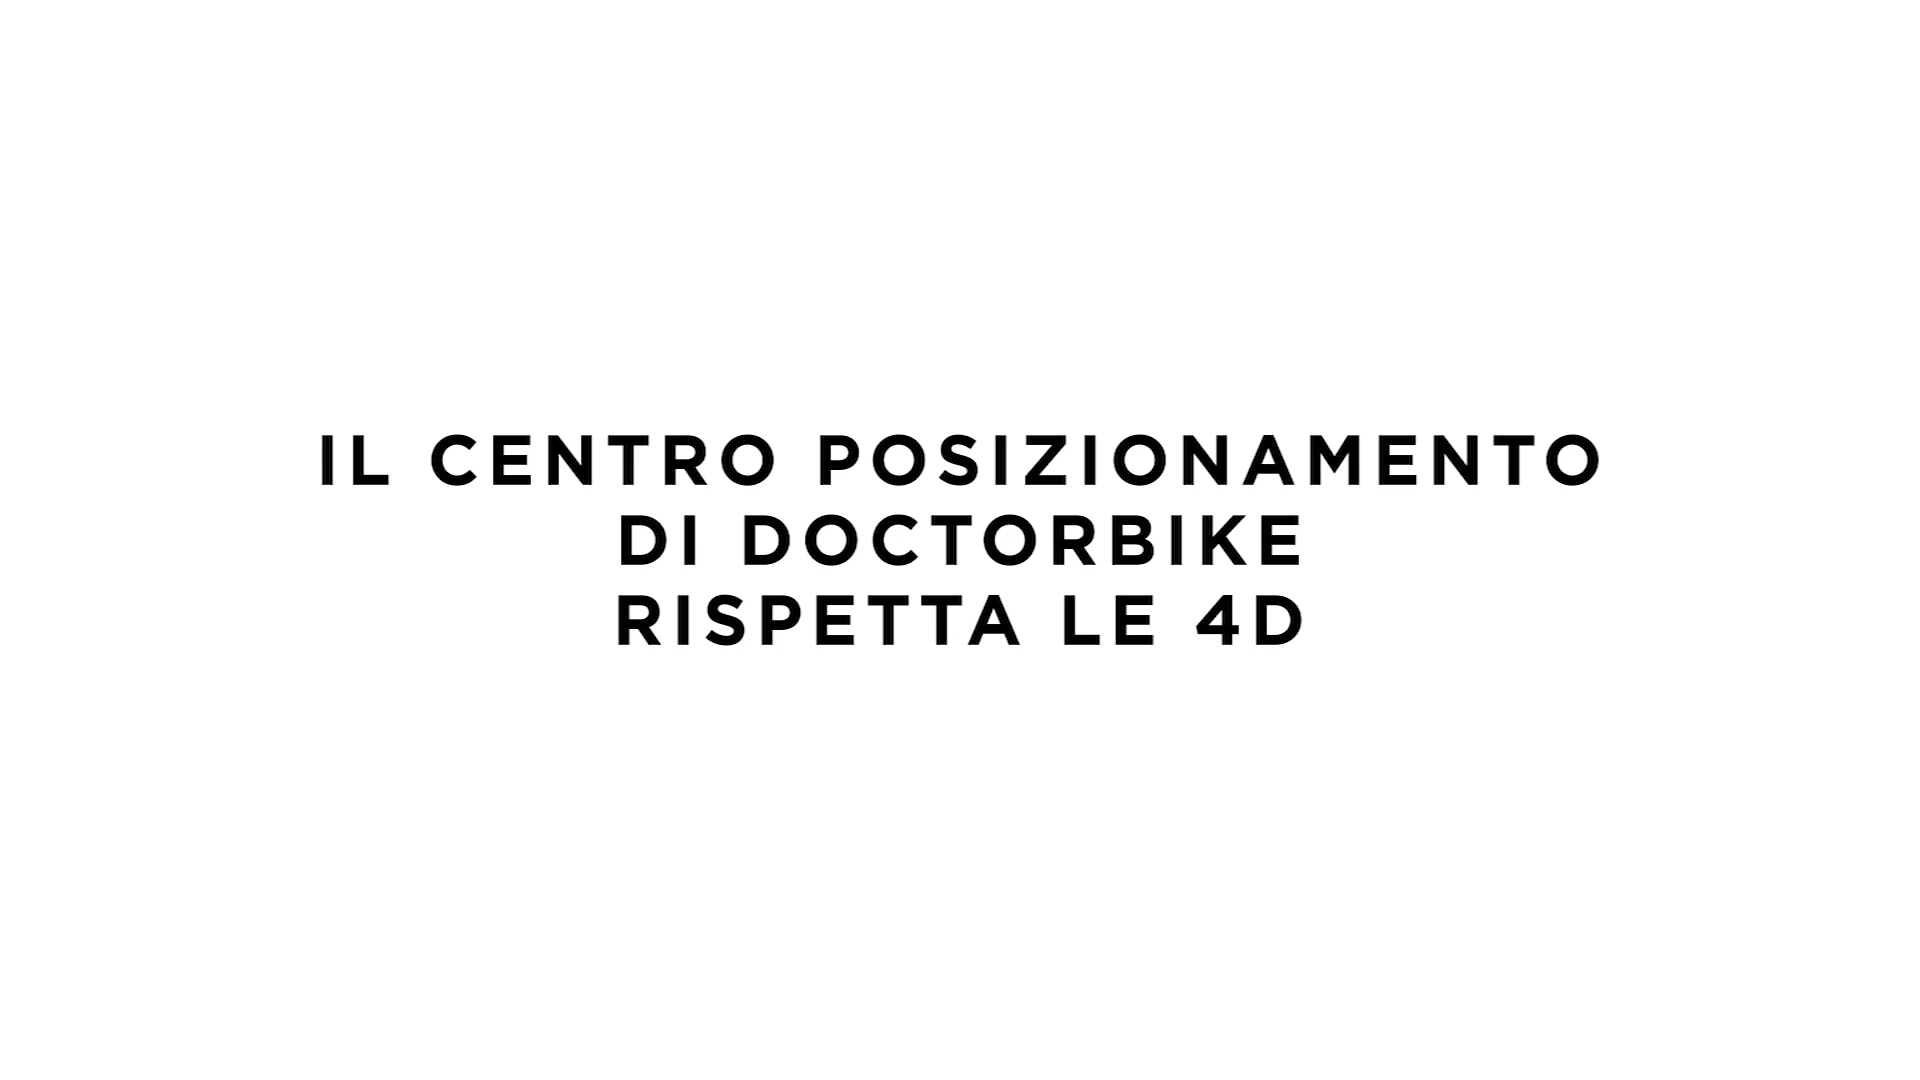 IL CENTRO POSIZIONAMENTO
DI DOCTORBIKE
RISPETTA LE 4D